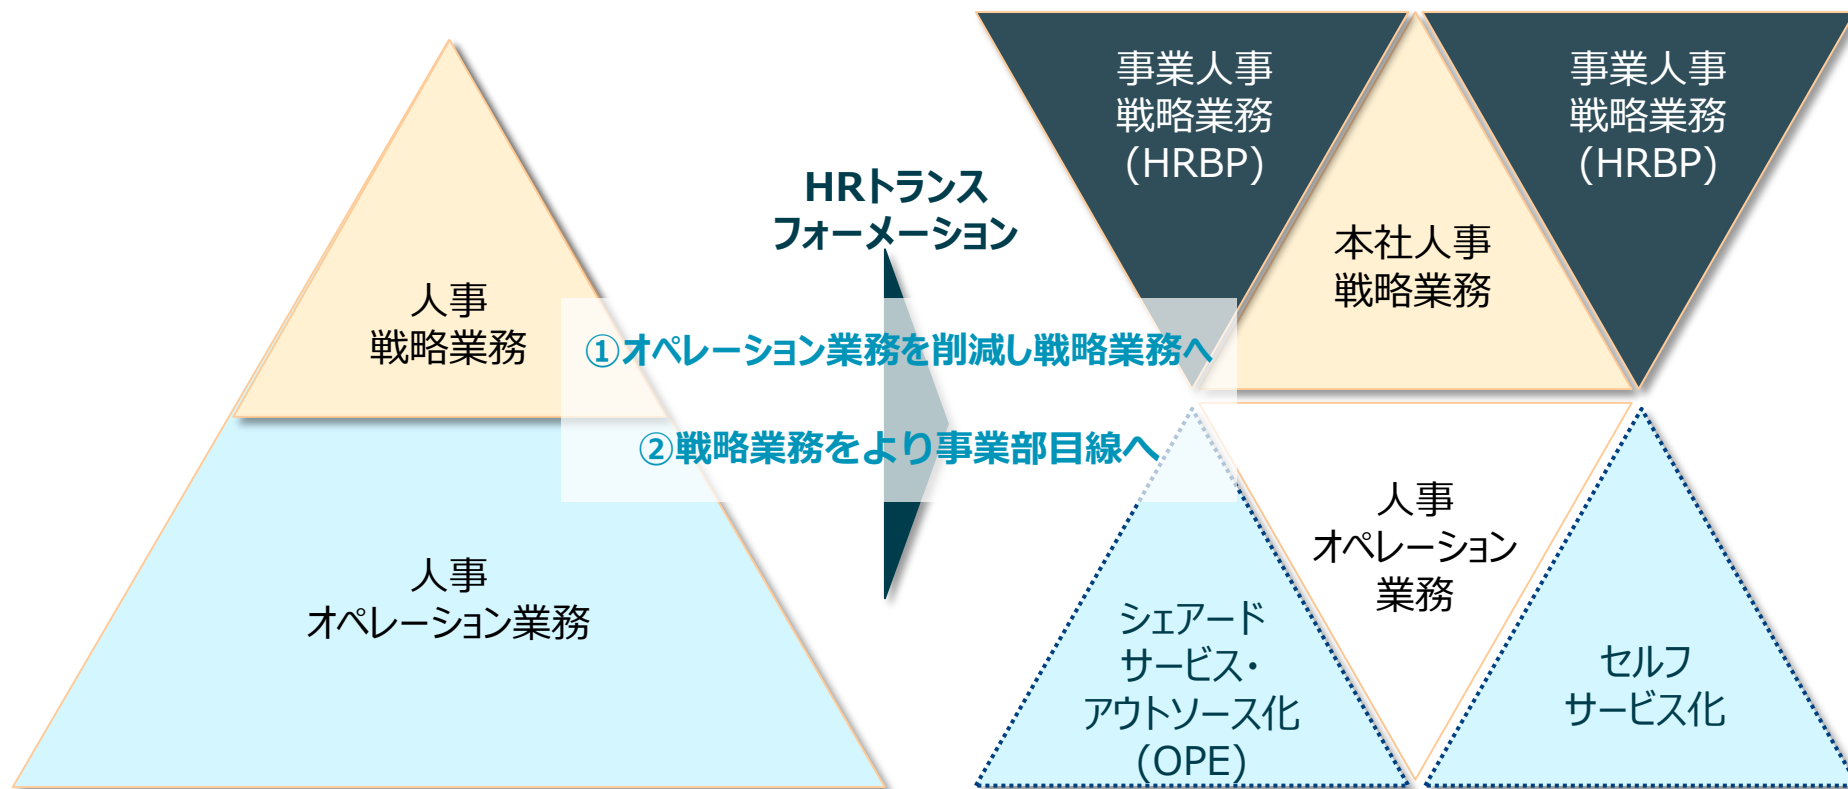 人事
戦略業務
人事
オペレーション業務
HRトランス
フォーメーション
①オペレーション業務を削減し戦略業務へ
②戦略業務をより事業部目線へ
事業人事
戦略業務
(HRBP)
本社人事
戦略業務
事業人事
戦略業務
(HRBP)
シェアード
サービス・
アウトソース化
(OPE)
人事
オペレーション
業務
セルフ
サービス化